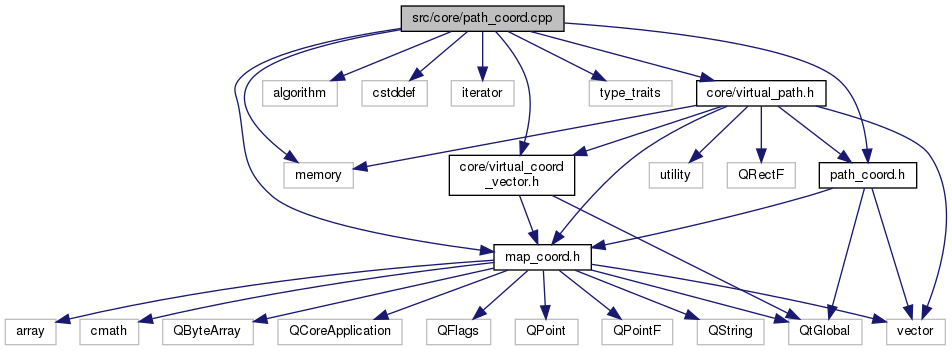 src/core/path_coord.cpp
algorithm
cstddef
iterator
type_traits
core/virtual_path.h
memory
core/virtual_coord
_vector.h
utility
QRectF
path_coord.h
map_coord.h
array
cmath
QByteArray
QCoreApplication
QFlags
QPoint
QPointF
QString
QtGlobal
vector